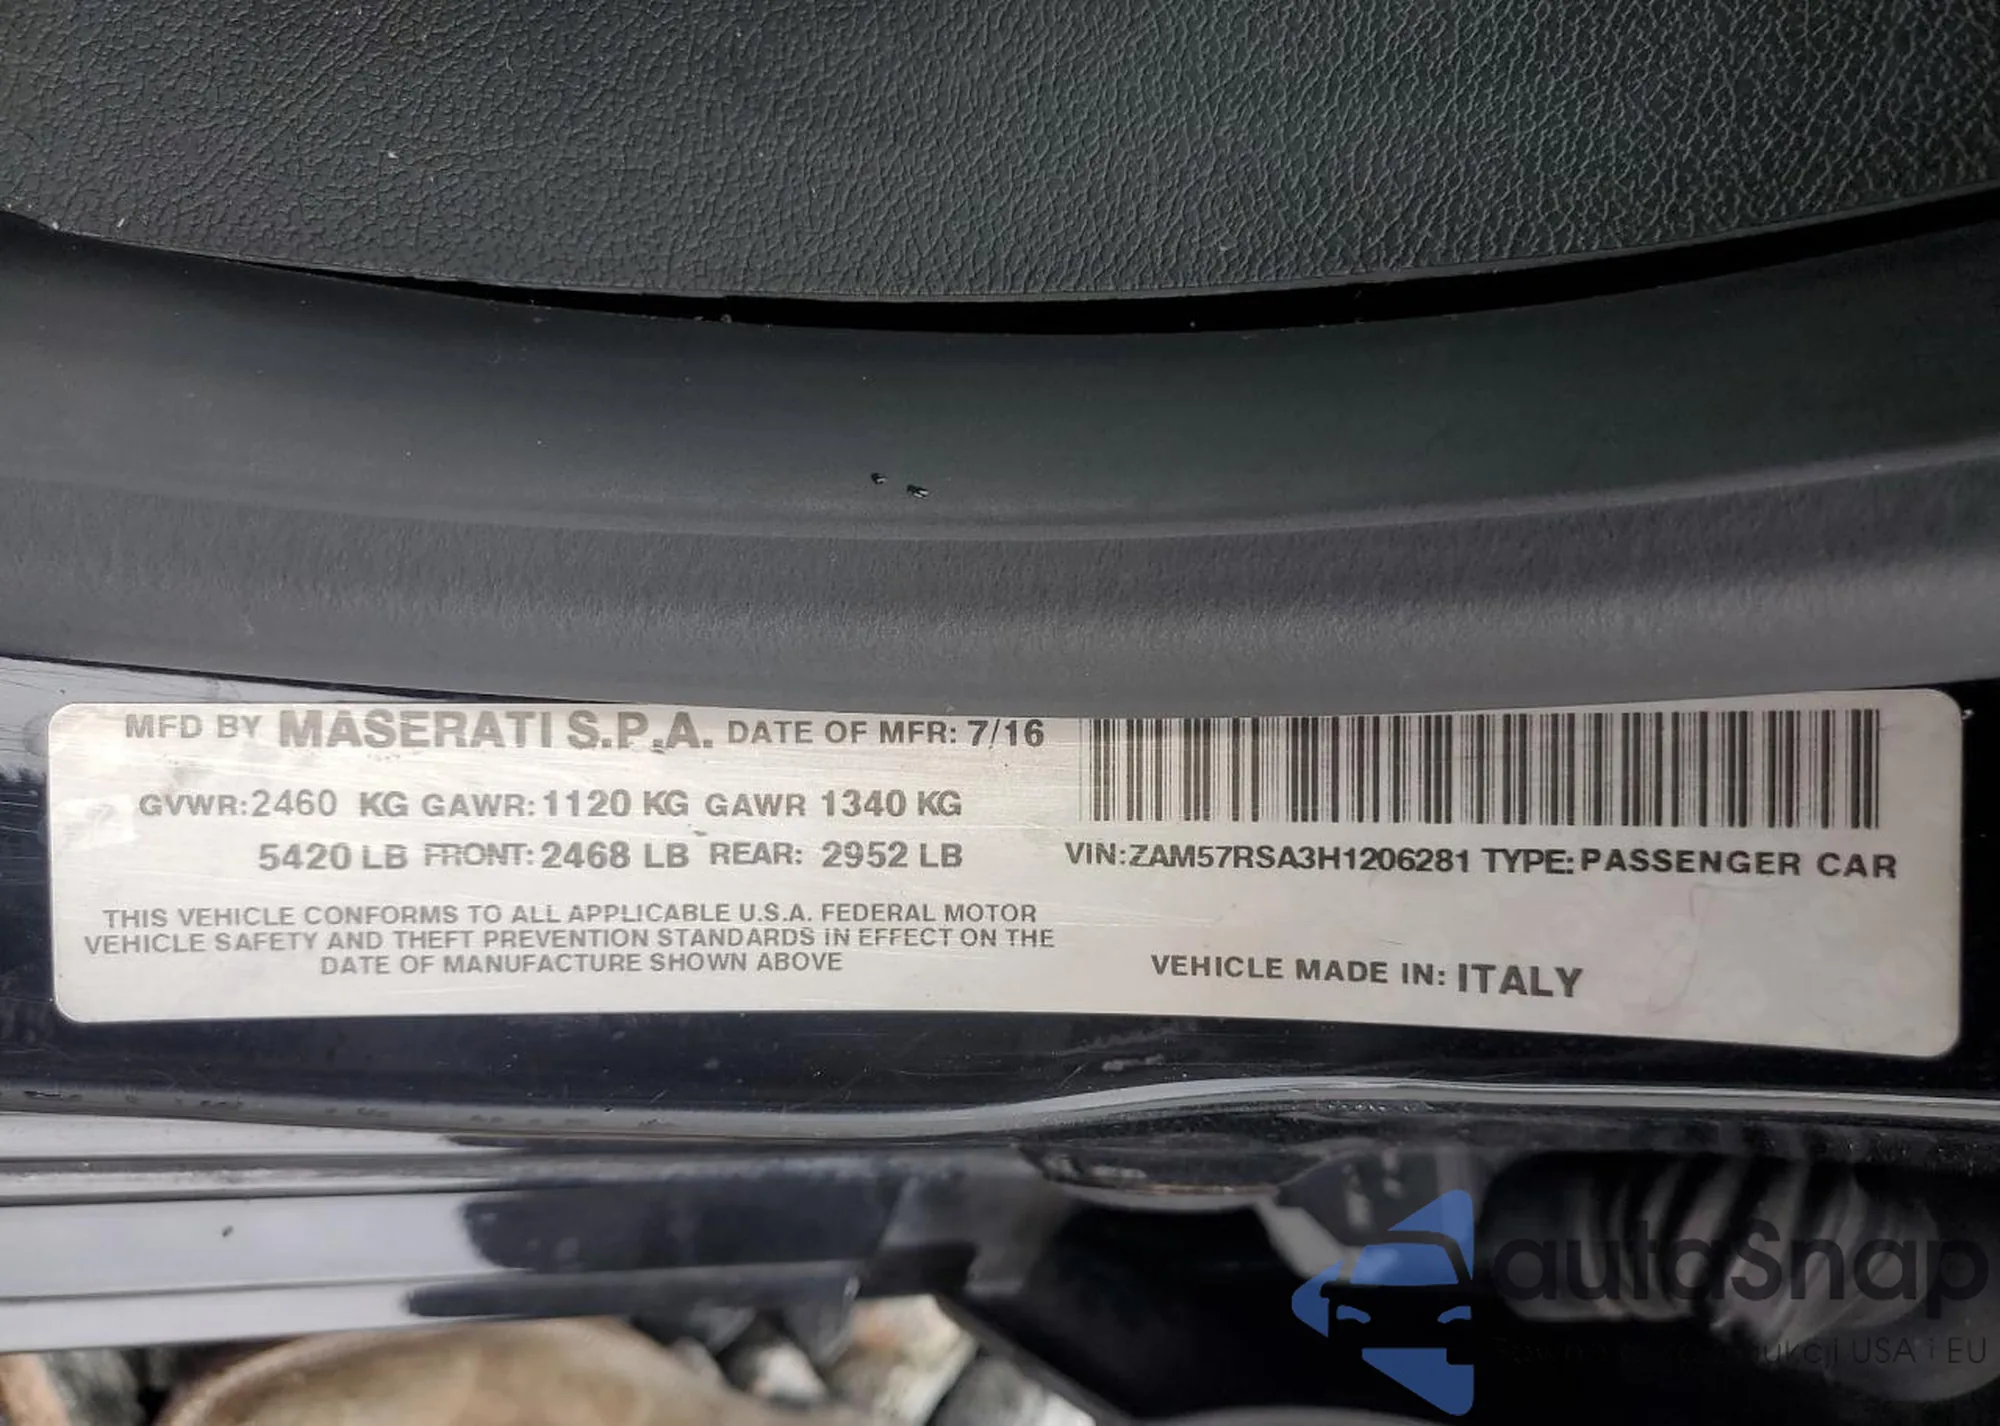 MFD BY MASERATI S.P.A. DATE OF MFR: 7/16
GVWR:2460 KG GAWR:1120 KG GAWR 1340 KG
5420 LB FRONT:2468 LB REAR: 2952 LB
THIS VEHICLE CONFORMS TO ALL APPLICABLE U.S.A. FEDERAL MOTOR
VEHICLE SAFETY AND THEFT PREVENTION STANDARDS IN EFFECT ON THE
DATE OF MANUFACTURE SHOWN ABOVE
VIN:ZAM57RSA3H1206281 TYPE:PASSENGER CAR
VEHICLE MADE IN: ITALY
autaSnap
USA i EU